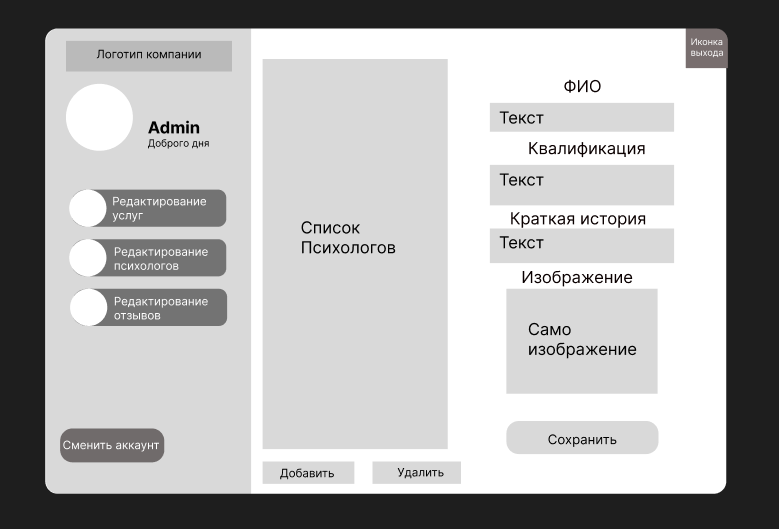 Логотип компании
Admin
Доброго дня
Редактирование
услуг
Редактирование
психологов
Редактирование
отзывов
Сменить аккаунт
Список
Психологов
Добавить
Удалить
Иконка
выхода
ФИО
Текст
Квалификация
Текст
Краткая история
Текст
Изображение
Само
изображение
Сохранить